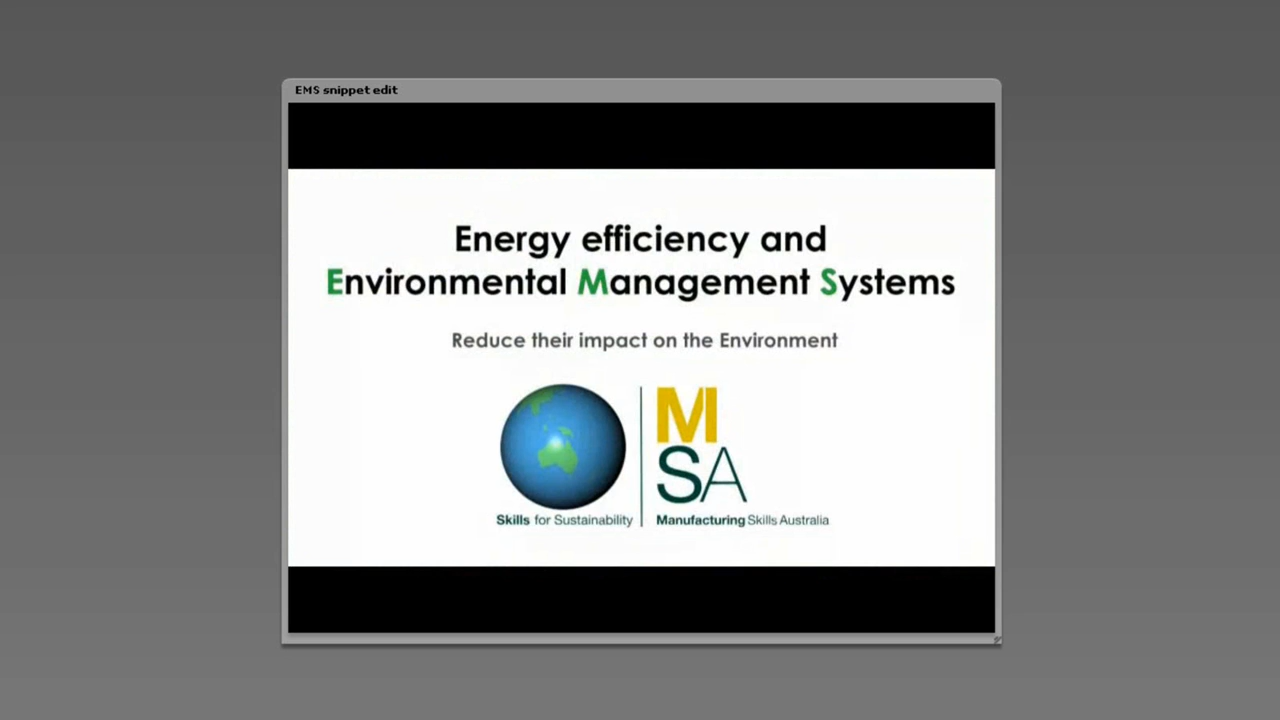 EMS snippet edit
Energy efficiency and
Environmental Management Systems
Reduce their impact on the Environment
M
SA
Skills for Sustainability
Manufacturing Skills Australia